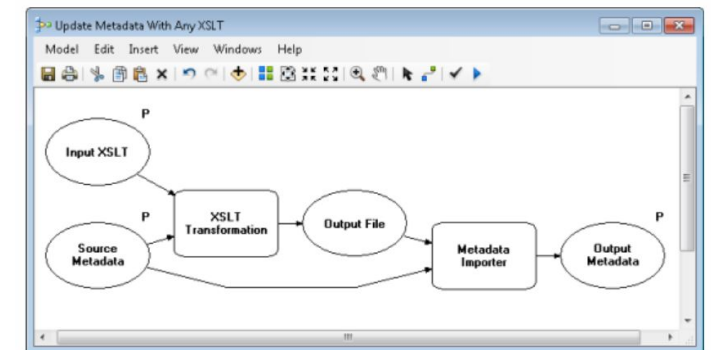 Update Metadata With Any XSLT
Model Edit Insert View Windows Help
P
Input XSLT
P
Source
Metadata
XSLT
Transformation
Output File
Metadata
Importer
P
Output
Metadata